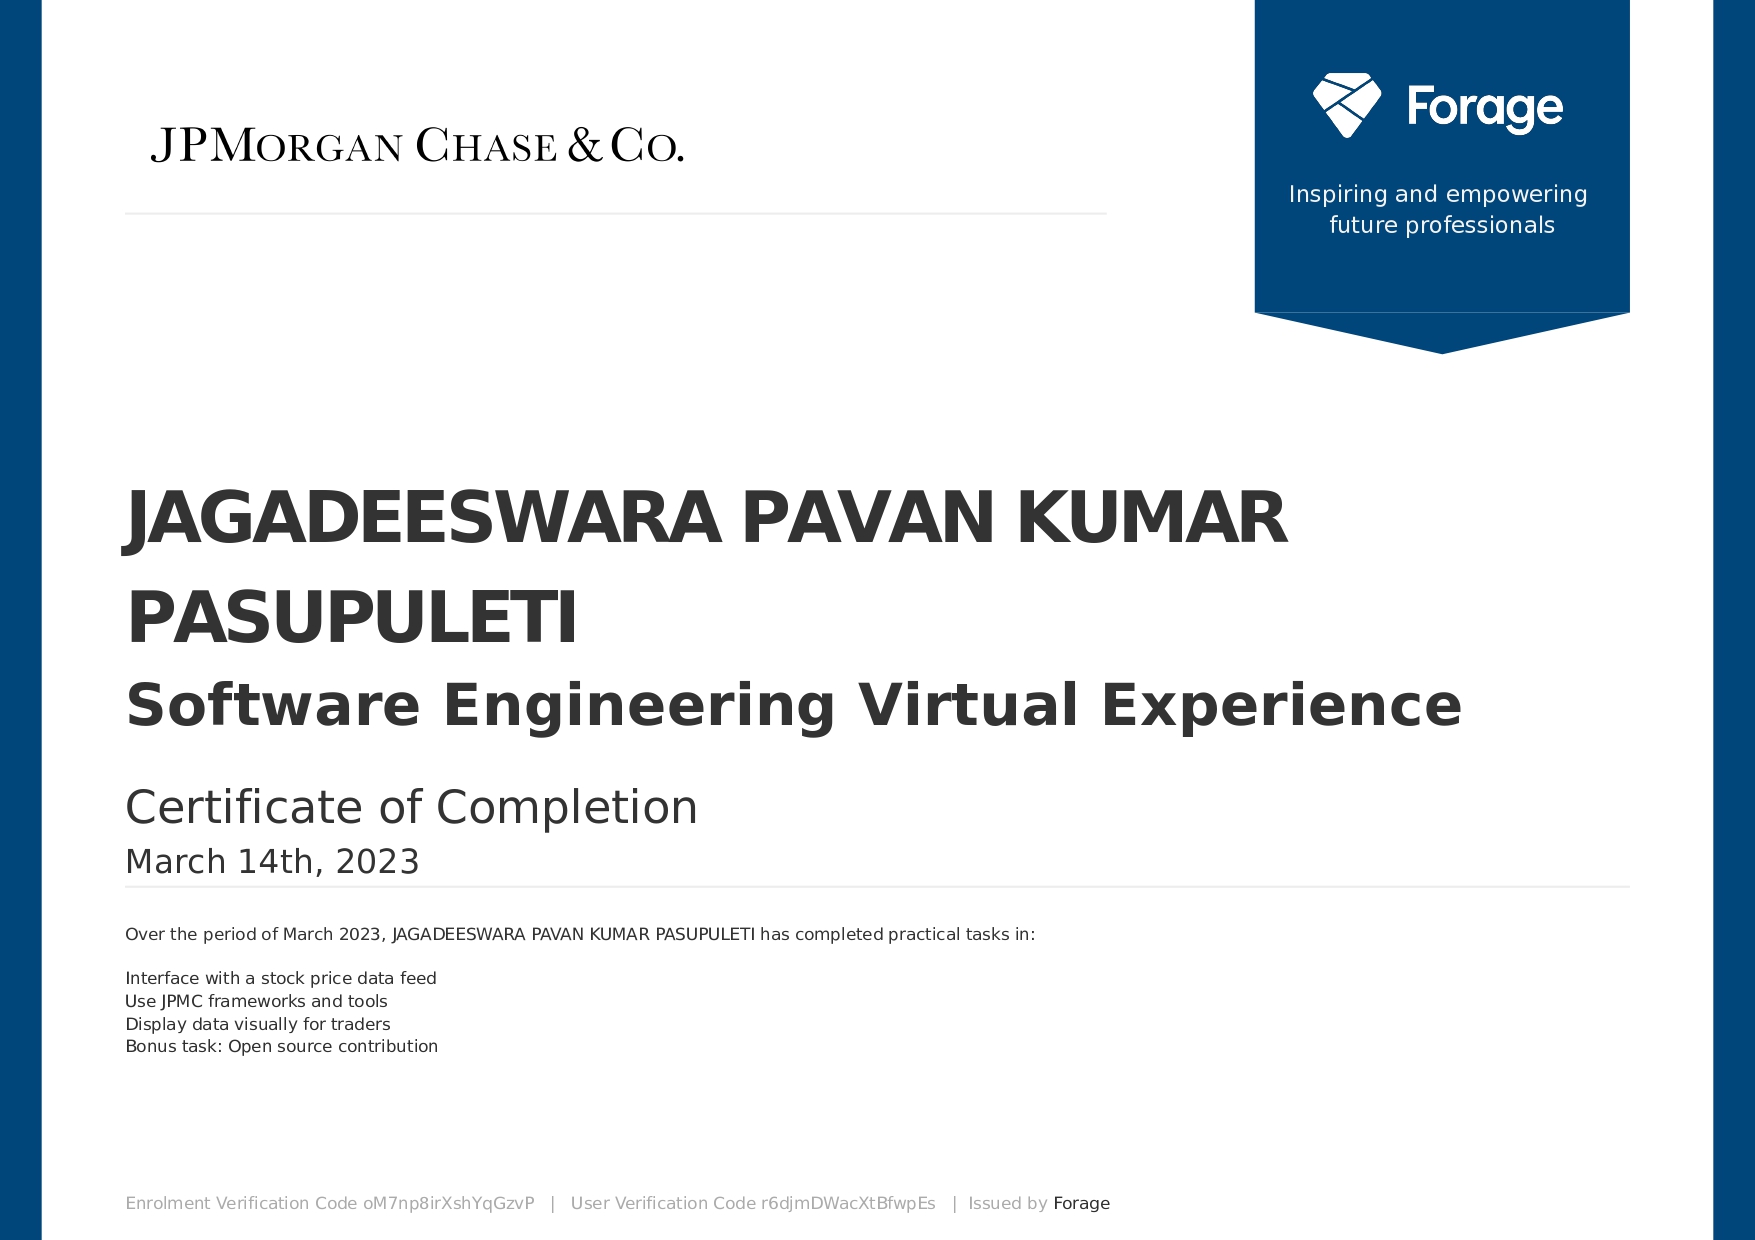 JPMORGAN CHASE & CO.
Forage
Inspiring and empowering
future professionals
JAGADEESWARA PAVAN KUMAR
PASUPULETI
Software Engineering Virtual Experience
Certificate of Completion
March 14th, 2023
Over the period of March 2023, JAGADEESWARA PAVAN KUMAR PASUPULETI has completed practical tasks in:
Interface with a stock price data feed
Use JPMC frameworks and tools
Display data visually for traders
Bonus task: Open source contribution
Enrolment Verification Code oM7np8irXshYqGzvP | User Verification Code r6djmDWacXtBfwpEs | Issued by Forage